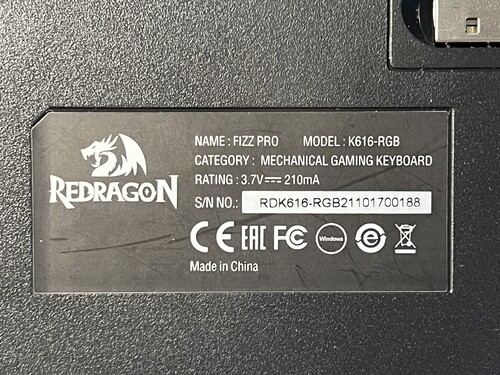 REDRAGON
NAME : FIZZ PRO MODEL : K616-RGB
CATEGORY : MECHANICAL GAMING KEYBOARD
RATING : 3.7V⎓210mA
S/N NO.: RDK616-RGB21101700188
CE EAC FC Windows e
Made in China